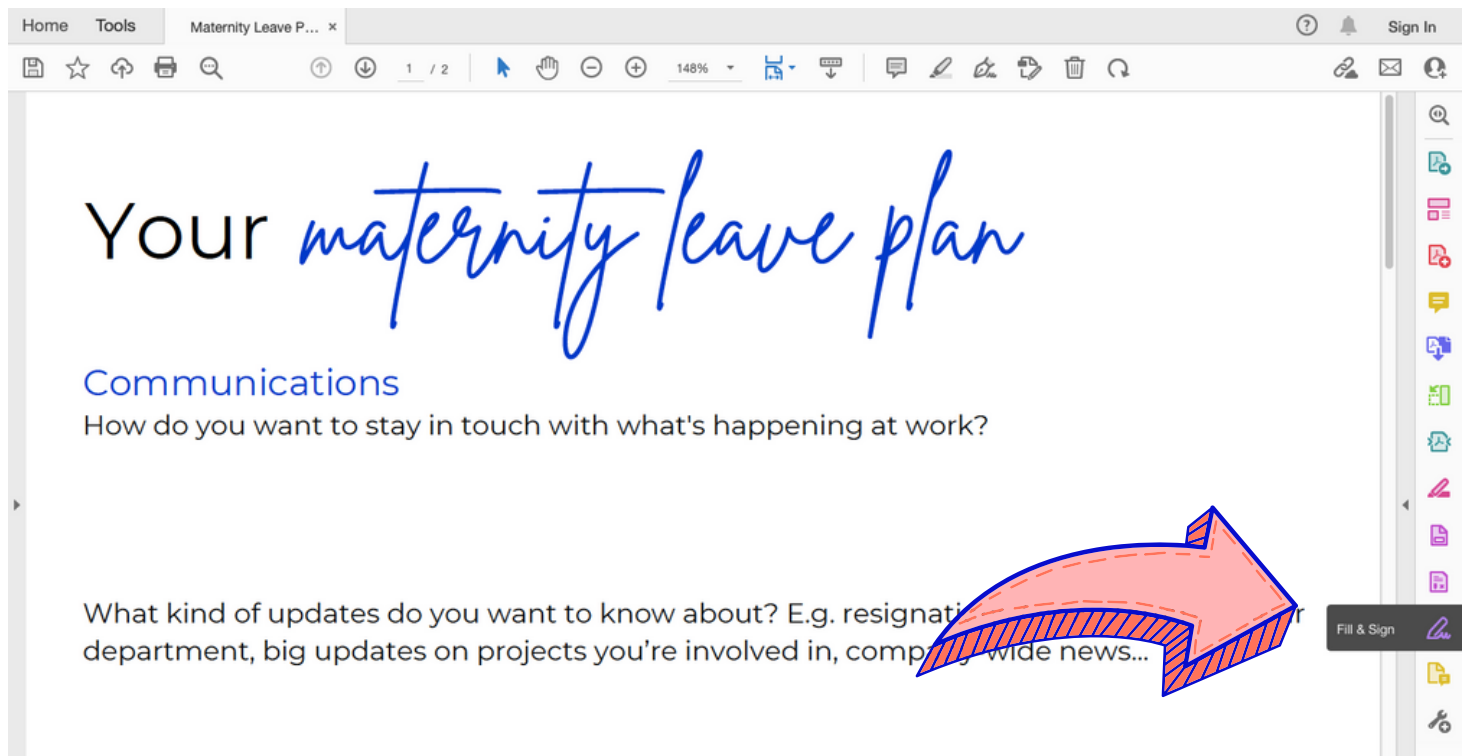 Home Tools Maternity Leave P... × Sign In
1 / 2 148%
Your maternity leave plan
Communications
How do you want to stay in touch with what's happening at work?
What kind of updates do you want to know about? E.g. r
department, big updates on projects you're involved in, wide news...
Fill & Sign